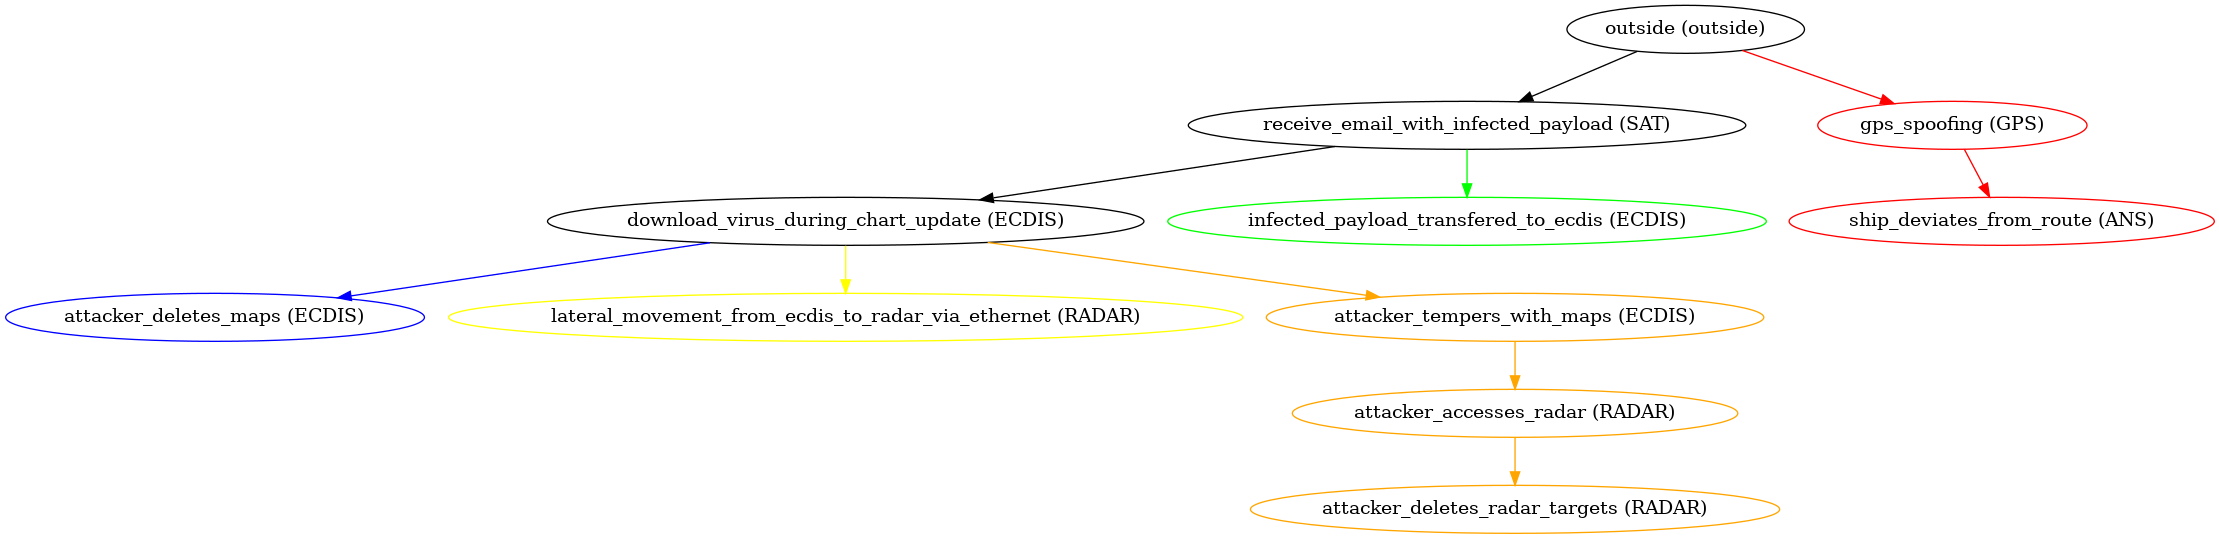 outside (outside)
receive_email_with_infected_payload (SAT)
gps_spoofing (GPS)
download_virus_during_chart_update (ECDIS)
infected_payload_transfered_to_ecdis (ECDIS)
ship_deviates_from_route (ANS)
attacker_deletes_maps (ECDIS)
lateral_movement_from_ecdis_to_radar_via_ethernet (RADAR)
attacker_tempers_with_maps (ECDIS)
attacker_accesses_radar (RADAR)
attacker_deletes_radar_targets (RADAR)